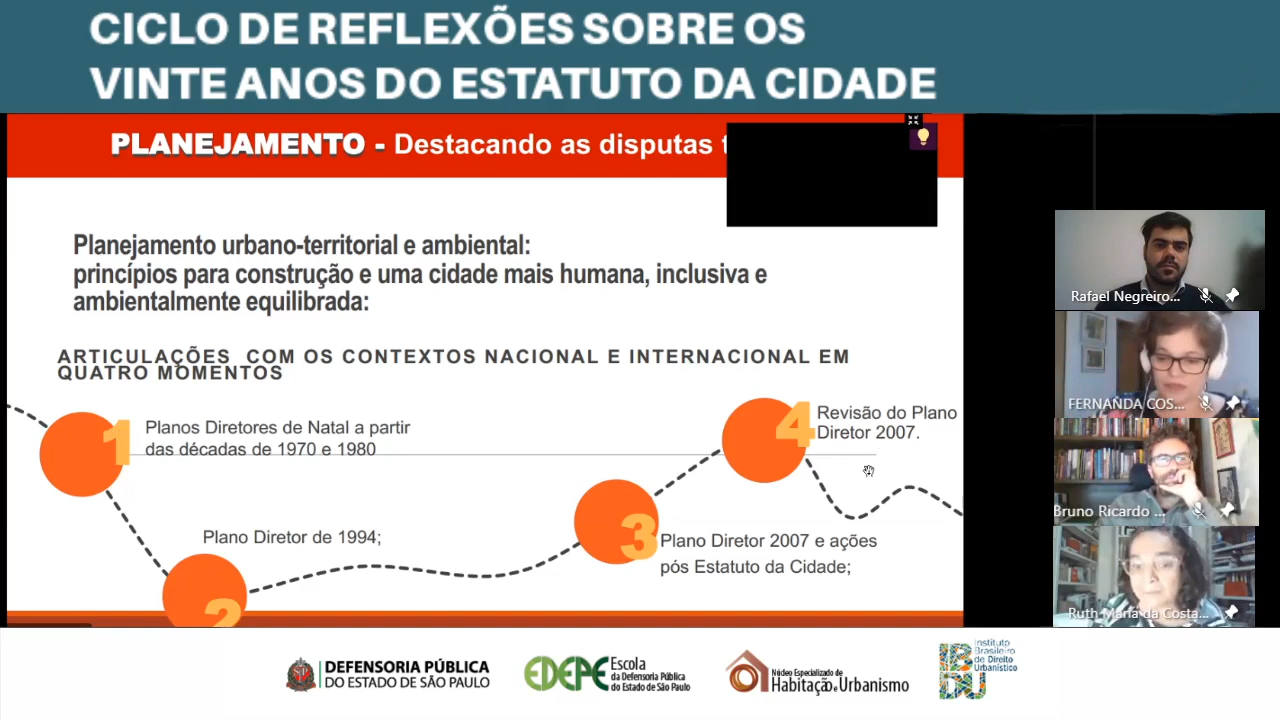 CICLO DE REFLEXÕES SOBRE OS
VINTE ANOS DO ESTATUTO DA CIDADE
PLANEJAMENTO - Destacando as disputas
Planejamento urbano-territorial e ambiental:
princípios para construção e uma cidade mais humana, inclusiva e
ambientalmente equilibrada:
ARTICULAÇÕES COM OS CONTEXTOS NACIONAL E INTERNACIONAL EM
QUATRO MOMENTOS
1
Planos Diretores de Natal a partir
das décadas de 1970 e 1980
Plano Diretor de 1994;
2
3
Plano Diretor 2007 e ações
pós Estatuto da Cidade;
4
Revisão do Plano
Diretor 2007.
Rafael Negreiro...
FERNANDA COS...
Bruno Ricardo ...
Ruth Maria da Costa...
DEFENSORIA PÚBLICA
DO ESTADO DE SÃO PAULO
EDEPE
Escola
da Defensoria Pública
do Estado de São Paulo
Núcleo Especializado de
Habitação e Urbanismo
IBDU
Instituto
Brasileiro
de Direito
Urbanístico